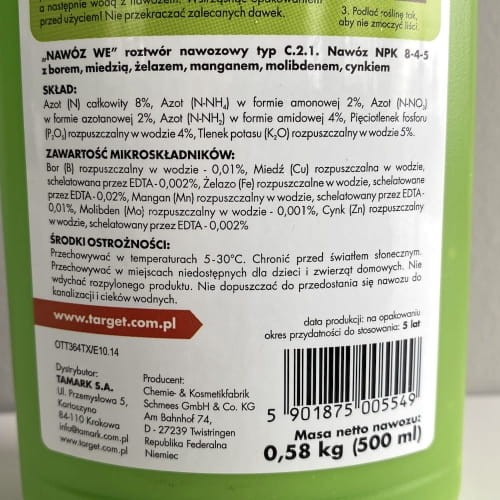 następnie wodą z nawozem. Wstrząsnąć opakowaniem
przed użyciem! Nie przekraczać zalecanych dawek.
3. Podlać roślinę tak,
aby nie zmoczyć liści.
„NAWÓZ WE” roztwór nawozowy typ C.2.1. Nawóz NPK 8-4-5
z borem, miedzią, żelazem, manganem, molibdenem, cynkiem
SKŁAD:
Azot (N) całkowity 8%, Azot (N-NH₄) w formie amonowej 2%, Azot (N-NO₃)
w formie azotanowej 2%, Azot (N-NH₂) w formie amidowej 4%, Pięciotlenek fosforu
(P₂O₅) rozpuszczalny w wodzie 4%, Tlenek potasu (K₂O) rozpuszczalny w wodzie 5%.
ZAWARTOŚĆ MIKROSKŁADNIKÓW:
Bor (B) rozpuszczalny w wodzie - 0,01%, Miedź (Cu) rozpuszczalna w wodzie,
schelatowana przez EDTA - 0,002%, Żelazo (Fe) rozpuszczalne w wodzie, schelatowane
przez EDTA - 0,02%, Mangan (Mn) rozpuszczalny w wodzie, schelatowany przez EDTA -
0,01%, Molibden (Mo) rozpuszczalny w wodzie - 0,001%, Cynk (Zn) rozpuszczalny
w wodzie, schelatowany przez EDTA - 0,002%
ŚRODKI OSTROŻNOŚCI:
Przechowywać w temperaturach 5-30°C. Chronić przed światłem słonecznym.
Przechowywać w miejscach niedostępnych dla dzieci i zwierząt domowych. Nie
wdychać rozpylonego produktu. Nie dopuszczać do przedostania się nawozu do
kanalizacji i cieków wodnych.
www.target.com.pl
data produkcji: na opakowaniu
okres przydatności do stosowania: 5 lat
OTT364TX/E10.14
Dystrybutor:
TAMARK S.A.
Ul. Przemysłowa 5,
Karłoszyno
84-110 Krokowa
info@tamark.com.pl
www.tamark.com.pl
Producent:
Chemie- & Kosmetikfabrik
Schmees GmbH & Co. KG
Am Bahnhof 74,
D - 27239 Twistringen
Republika Federalna
Niemiec
5 901875 005549
Masa netto nawozu:
0,58 kg (500 ml)